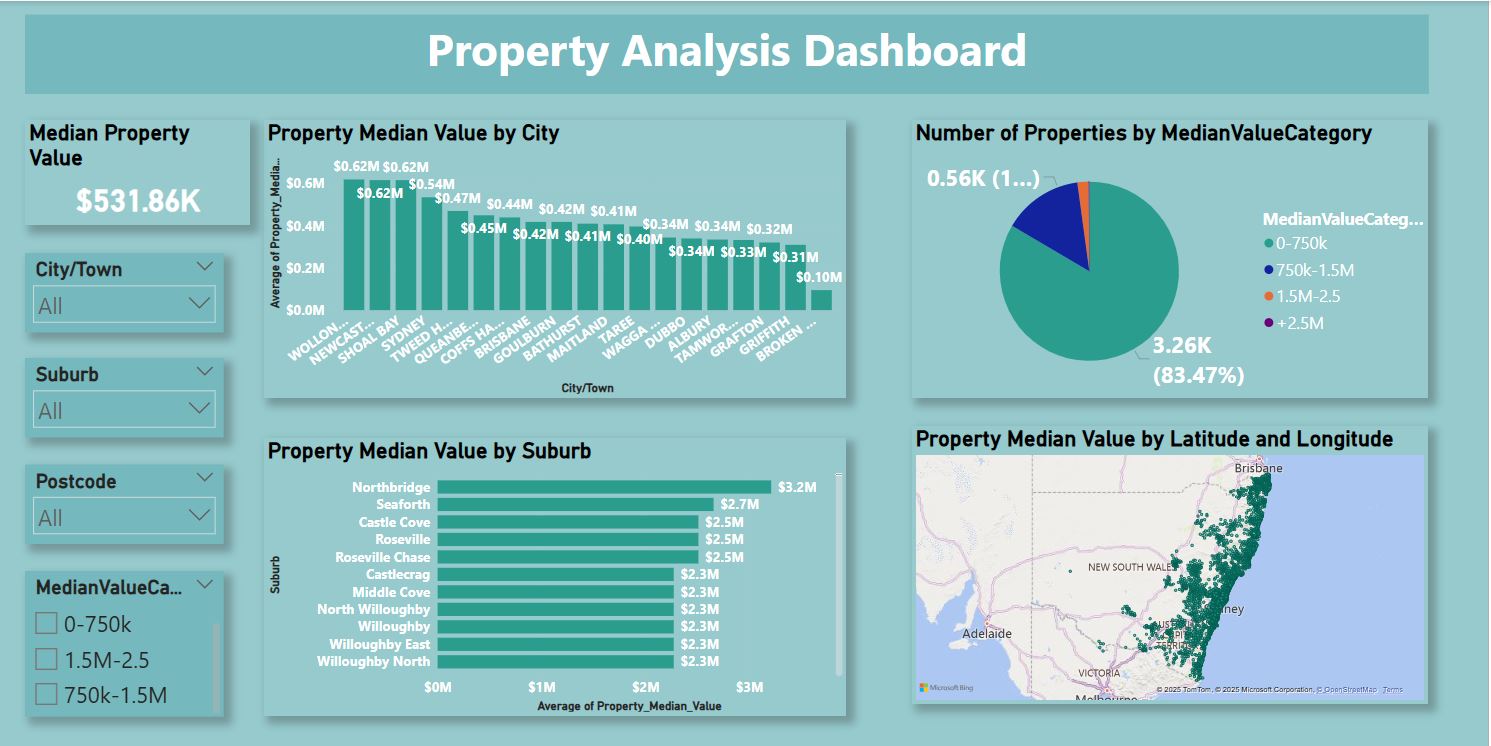 Property Analysis Dashboard
Median Property
Value
$531.86K
City/Town
All
Suburb
All
Postcode
All
MedianValueCa...
0-750k
1.5M-2.5
750k-1.5M
Property Median Value by City
Average of Property_Media...
$0.6M
$0.4M
$0.2M
$0.0M
$0.62M
$0.62M
$0.62M
$0.54M
$0.47M
$0.45M
$0.44M
$0.42M
$0.42M
$0.41M
$0.41M
$0.40M
$0.34M
$0.34M
$0.34M
$0.33M
$0.32M
$0.31M
$0.10M
WOLLON...
NEWCAST...
SHOAL BAY
SYDNEY
TWEED H...
QUEANBE...
COFFS HA...
BRISBANE
GOULBURN
BATHURST
MAITLAND
TAREE
WAGGA ...
DUBBO
ALBURY
TAMWOR...
GRAFTON
GRIFFITH
BROKEN ...
City/Town
Property Median Value by Suburb
Suburb
Northbridge $3.2M
Seaforth $2.7M
Castle Cove $2.5M
Roseville $2.5M
Roseville Chase $2.5M
Castlecrag $2.3M
Middle Cove $2.3M
North Willoughby $2.3M
Willoughby $2.3M
Willoughby East $2.3M
Willoughby North $2.3M
$0M $1M $2M $3M
Average of Property_Median_Value
Number of Properties by MedianValueCategory
0.56K (1...)
3.26K
(83.47%)
MedianValueCateg...
0-750k
750k-1.5M
1.5M-2.5
+2.5M
Property Median Value by Latitude and Longitude
Brisbane
NEW SOUTH WALES
Adelaide
VICTORIA
Microsoft Bing
© 2025 TomTom, © 2025 Microsoft Corporation, © OpenStreetMap Terms